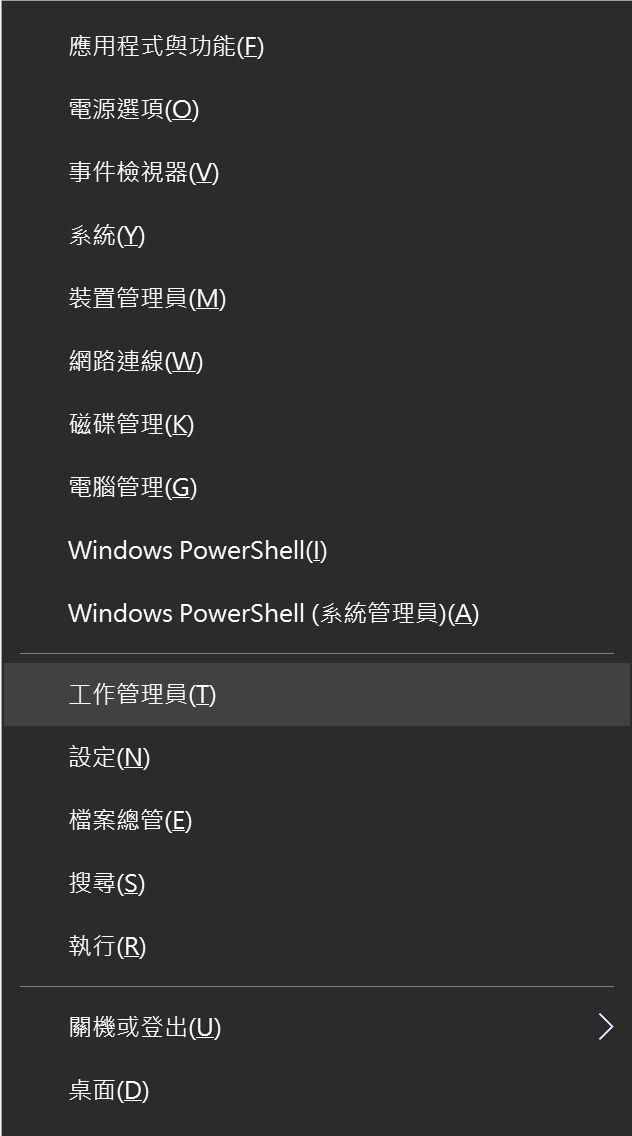 應用程式與功能(F)
電源選項(O)
事件檢視器(V)
系統(Y)
裝置管理員(M)
網路連線(W)
磁碟管理(K)
電腦管理(G)
Windows PowerShell(I)
Windows PowerShell (系統管理員)(A)
工作管理員(T)
設定(N)
檔案總管(E)
搜尋(S)
執行(R)
關機或登出(U)
桌面(D)